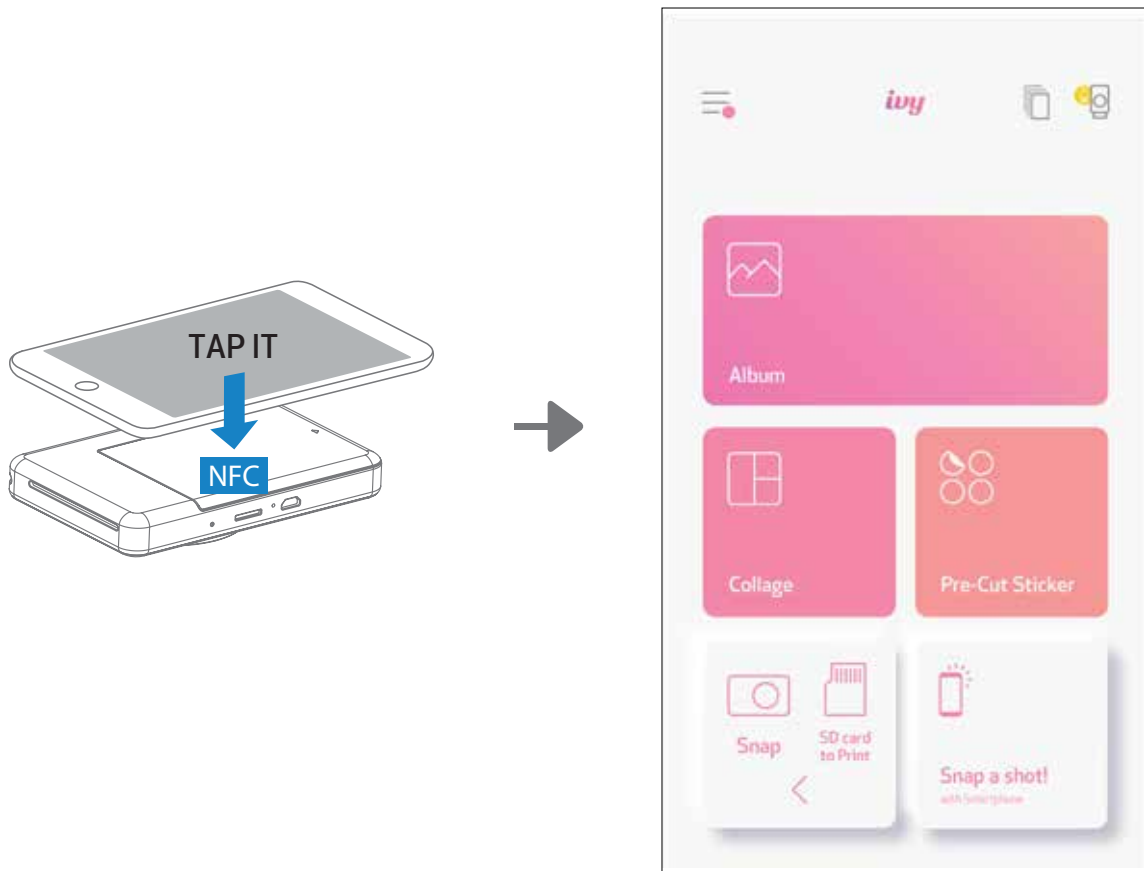 TAP IT
NFC
ivy
Album
Collage
Pre-Cut Sticker
Snap
SD card
to Print
Snap a shot!
with Smartphone